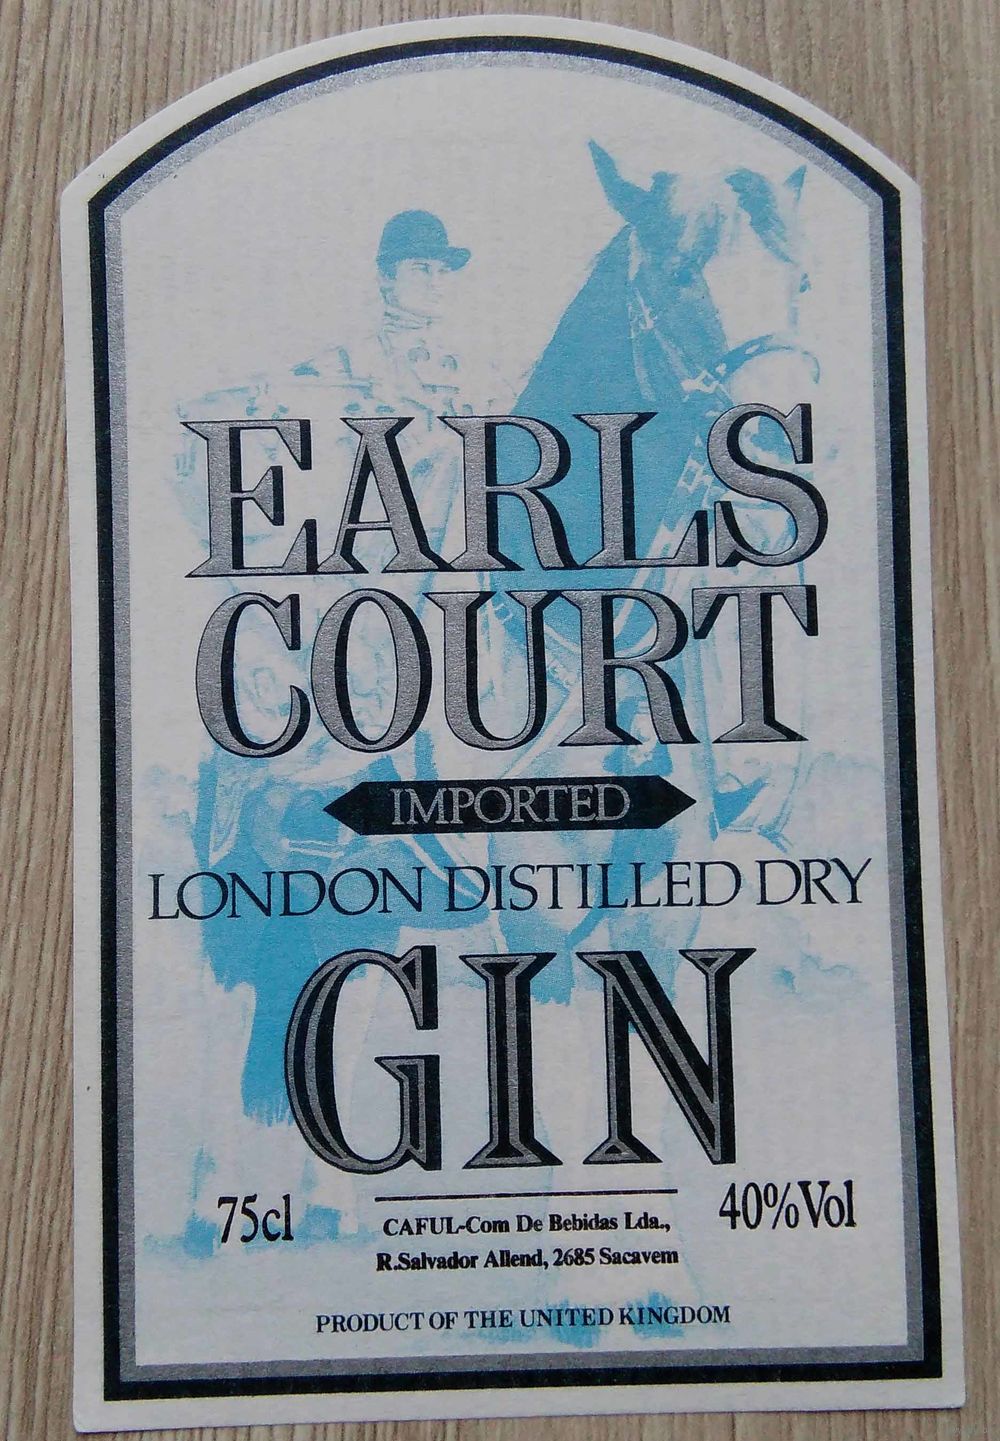 EARLS
COURT
IMPORTED
LONDON DISTILLED DRY
GIN
75cl
CAFUL-Com De Bebidas Lda.,
R.Salvador Allend, 2685 Sacavem
40%Vol
PRODUCT OF THE UNITED KINGDOM